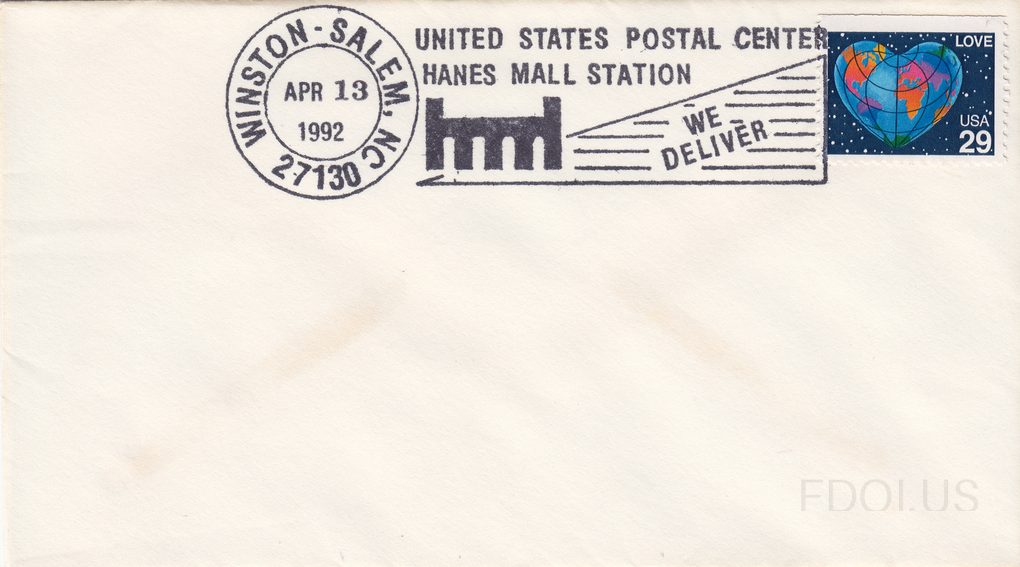 WINSTON-SALEM, NC
27130
APR 13
1992
UNITED STATES POSTAL CENTER
HANES MALL STATION
WE
DELIVER
LOVE
USA
29
FDOI.US